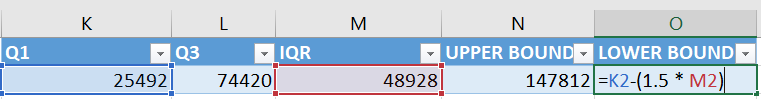 K L M N O
Q1 Q3 IQR UPPER BOUND LOWER BOUND
25492 74420 48928 147812 =K2-(1.5 * M2)